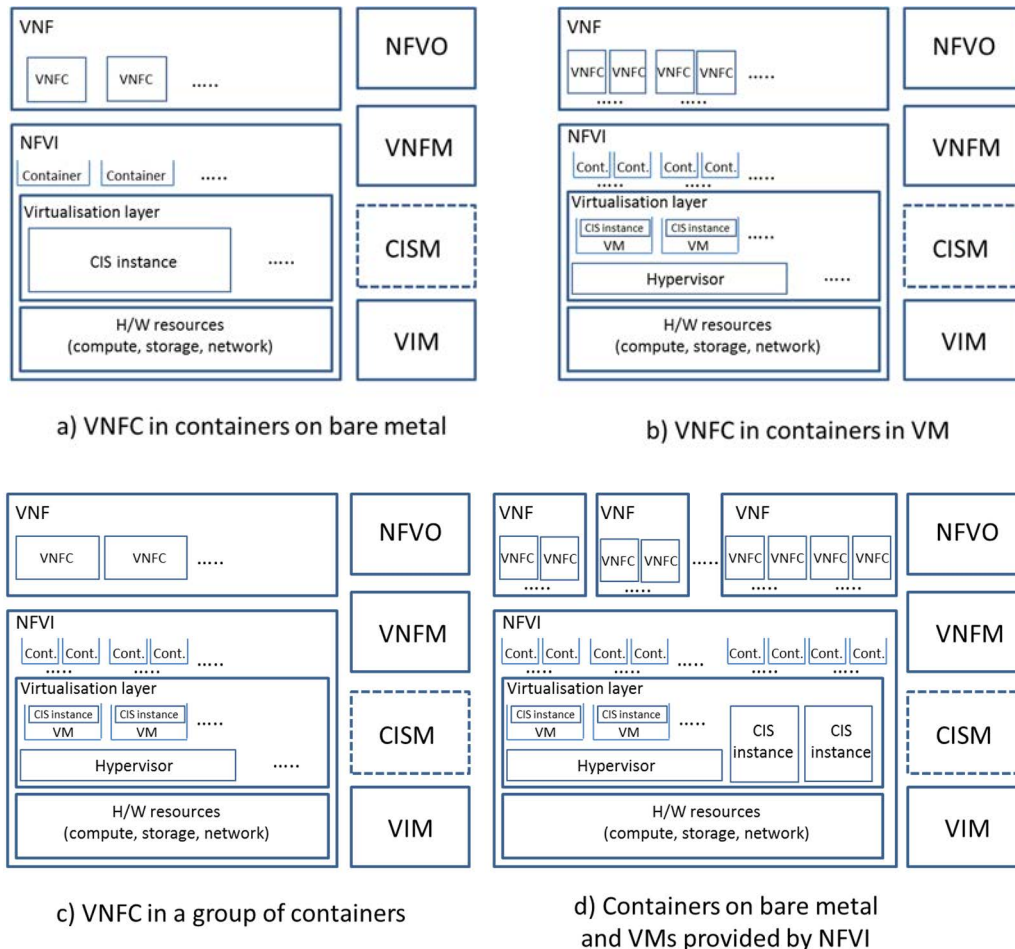 VNF
VNFC VNFC .....
NFVI
Container Container .....
Virtualisation layer
CIS instance .....
H/W resources
(compute, storage, network)
NFVO
VNFM
CISM
VIM
a) VNFC in containers on bare metal
VNF
VNFC VNFC VNFC VNFC .....
..... .....
NFVI
Cont. Cont. Cont. Cont. .....
..... .....
Virtualisation layer
CIS instance CIS instance .....
VM VM
Hypervisor .....
H/W resources
(compute, storage, network)
NFVO
VNFM
CISM
VIM
b) VNFC in containers in VM
VNF
VNFC VNFC .....
NFVI
Cont. Cont. Cont. Cont. .....
..... .....
Virtualisation layer
CIS instance CIS instance .....
VM VM
Hypervisor .....
H/W resources
(compute, storage, network)
NFVO
VNFM
CISM
VIM
c) VNFC in a group of containers
VNF VNF VNF
VNFC VNFC VNFC VNFC ..... VNFC VNFC VNFC VNFC
..... ..... ..... .....
NFVI
Cont. Cont. Cont. Cont. ..... Cont. Cont. Cont. Cont.
..... ..... ..... .....
Virtualisation layer
CIS instance CIS instance ..... CIS CIS
VM VM instance instance
Hypervisor
H/W resources
(compute, storage, network)
NFVO
VNFM
CISM
VIM
d) Containers on bare metal
and VMs provided by NFVI